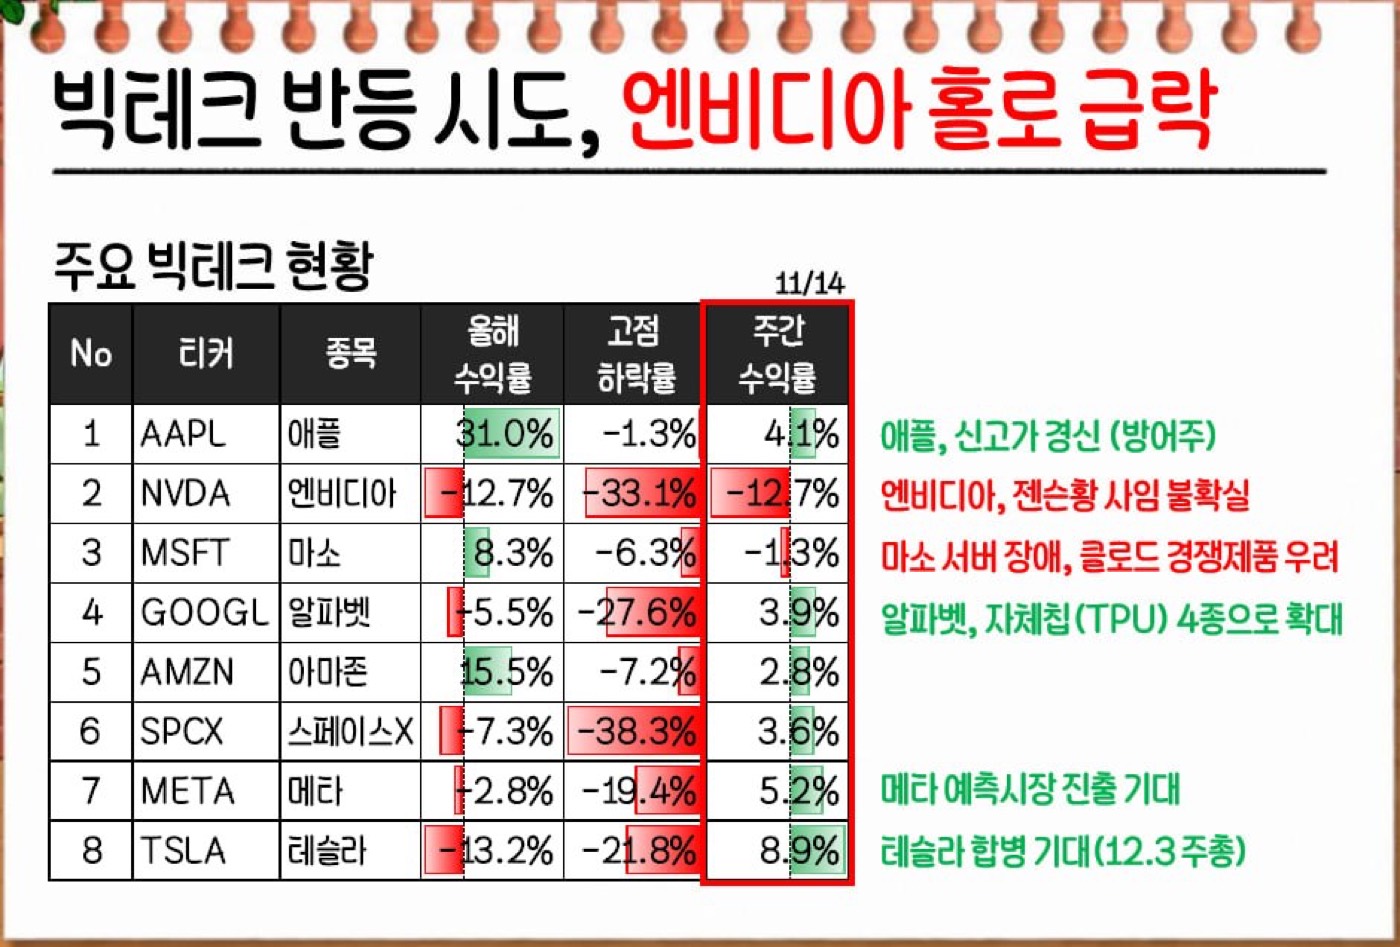 빅테크 반등 시도, 엔비디아 홀로 급락
주요 빅테크 현황
11/14
No 티커 종목 올해 수익률 고점 하락률 주간 수익률
1 AAPL 애플 31.0% -1.3% 4.1% 애플, 신고가 경신 (방어주)
2 NVDA 엔비디아 -12.7% -33.1% -12.7% 엔비디아, 젠슨황 사임 불확실
3 MSFT 마소 8.3% -6.3% -1.3% 마소 서버 장애, 클로드 경쟁제품 우려
4 GOOGL 알파벳 -5.5% -27.6% 3.9% 알파벳, 자체칩(TPU) 4종으로 확대
5 AMZN 아마존 15.5% -7.2% 2.8%
6 SPCX 스페이스X -7.3% -38.3% 3.6%
7 META 메타 -2.8% -19.4% 5.2% 메타 예측시장 진출 기대
8 TSLA 테슬라 -13.2% -21.8% 8.9% 테슬라 합병 기대(12.3 주총)